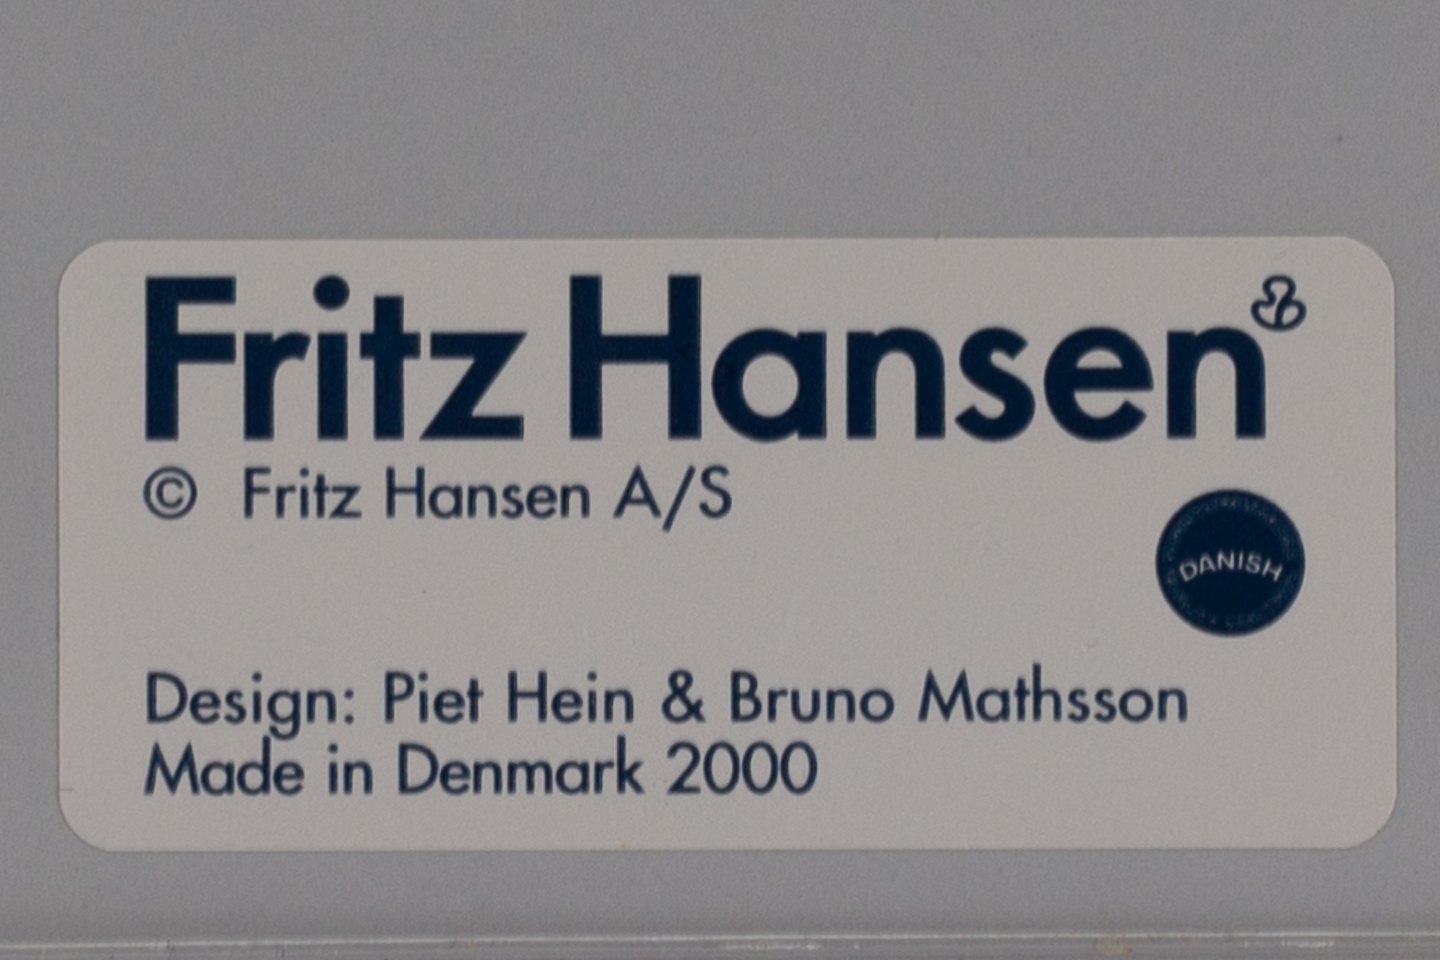 Fritz Hansen
© Fritz Hansen A/S
DANISH
Design: Piet Hein & Bruno Mathsson
Made in Denmark 2000